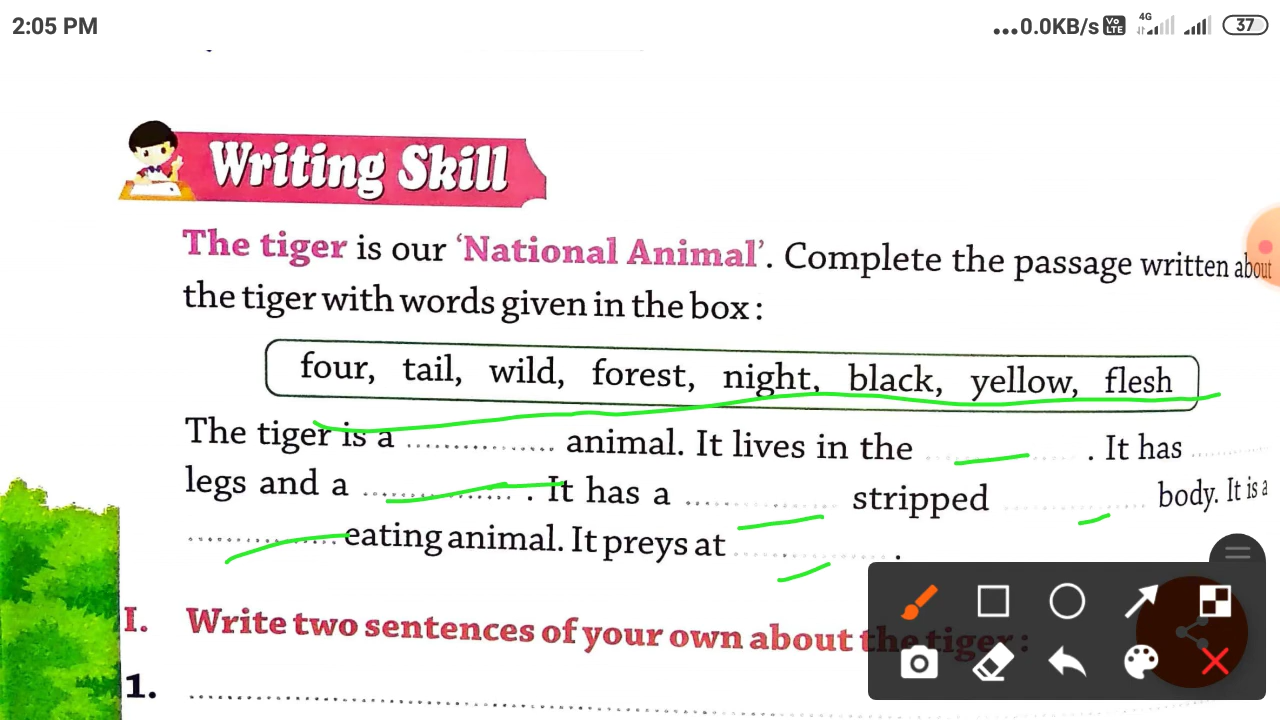 2:05 PM
...0.0KB/s Vo LTE 4G 37
Writing Skill
The tiger is our ‘National Animal’. Complete the passage written about
the tiger with words given in the box :
four, tail, wild, forest, night, black, yellow, flesh
The tiger is a .................... animal. It lives in the .................... . It has ....................
legs and a .................... . It has a .................... stripped .................... body. It is a
.................... eating animal. It preys at .................... .
I. Write two sentences of your own about the tiger :
1. ....................